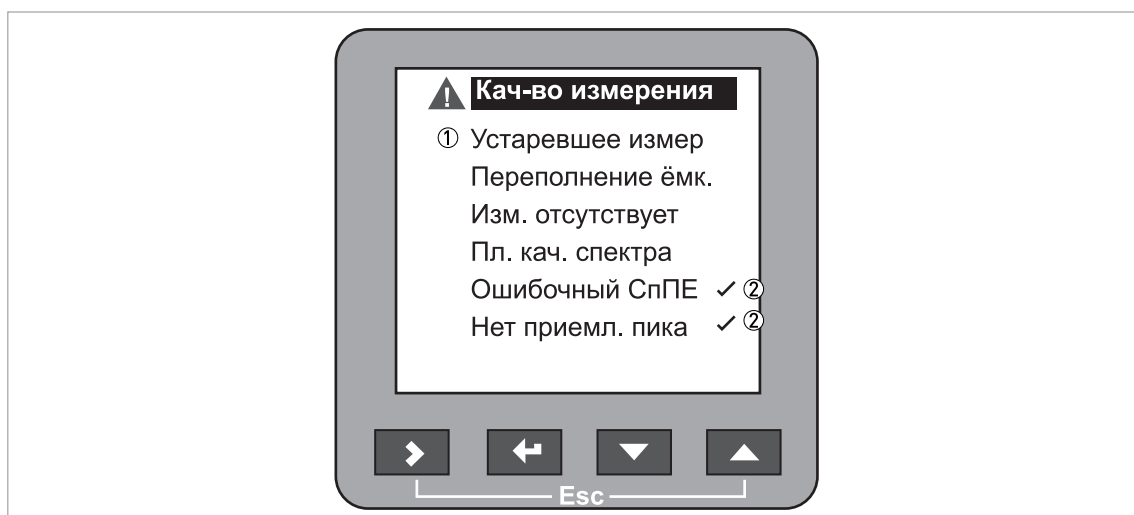 Кач-во измерения
① Устаревшее измер
Переполнение ёмк.
Изм. отсутствует
Пл. кач. спектра
Ошибочный СпПЕ ✓ ②
Нет приемл. пика ✓ ②
Esc